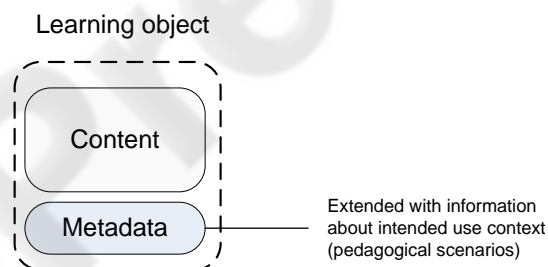 Learning object
Content
Metadata
Extended with information
about intended use context
(pedagogical scenarios)